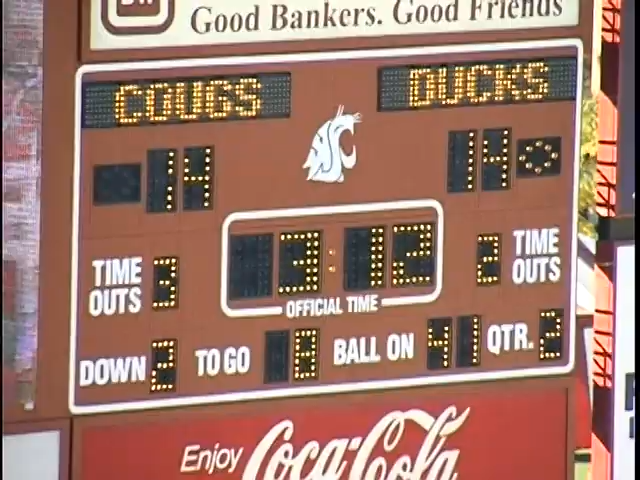 Good Bankers. Good Friends
COUGS DUCKS
14 14
TIME OUTS 3 3:12 2 TIME OUTS
OFFICIAL TIME
DOWN 2 TO GO 8 BALL ON 41 QTR. 2
Enjoy Coca-Cola